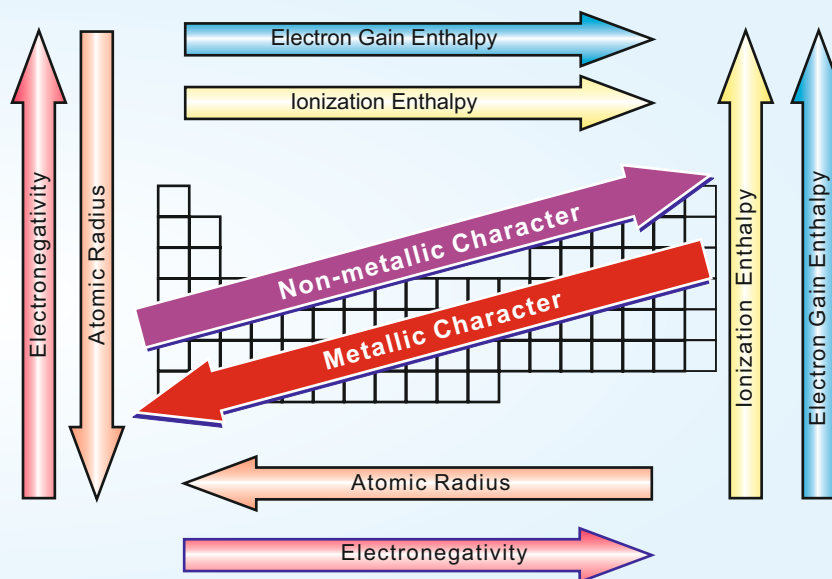 Electron Gain Enthalpy
Ionization Enthalpy
Electronegativity
Atomic Radius
Non-metallic Character
Metallic Character
Ionization Enthalpy
Electron Gain Enthalpy
Atomic Radius
Electronegativity